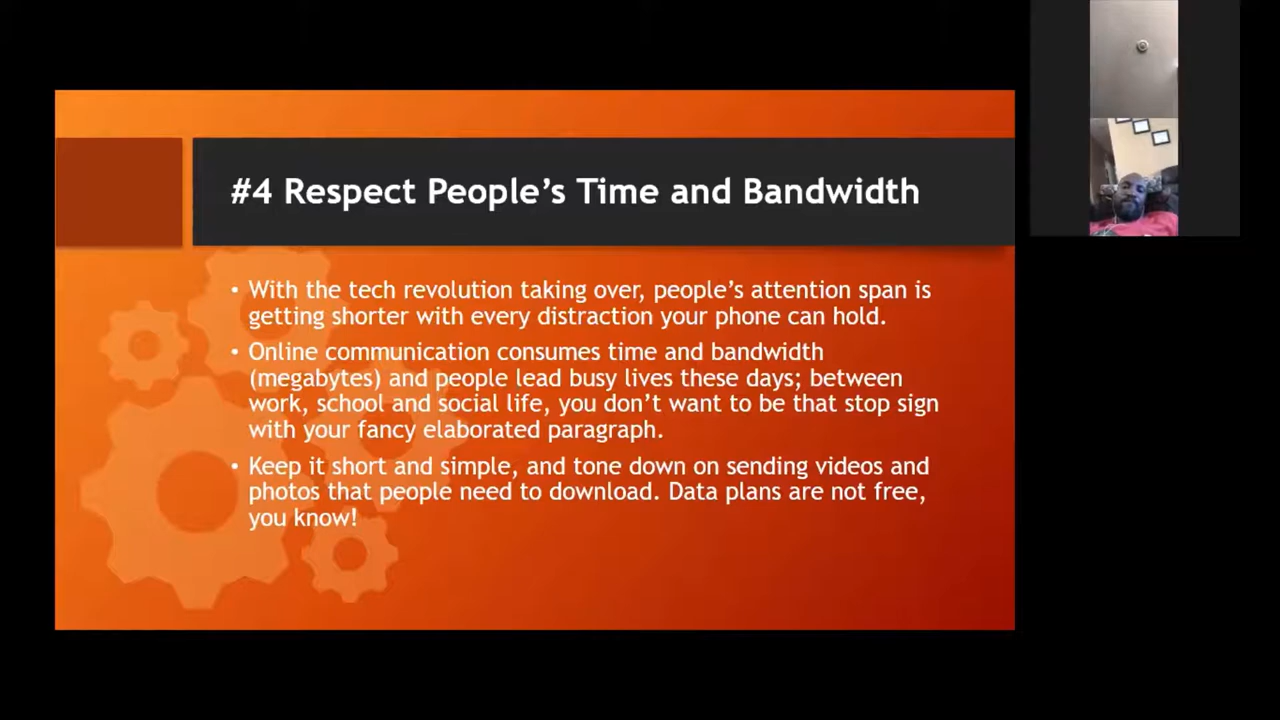 #4 Respect People’s Time and Bandwidth
• With the tech revolution taking over, people’s attention span is
getting shorter with every distraction your phone can hold.
• Online communication consumes time and bandwidth
(megabytes) and people lead busy lives these days; between
work, school and social life, you don’t want to be that stop sign
with your fancy elaborated paragraph.
• Keep it short and simple, and tone down on sending videos and
photos that people need to download. Data plans are not free,
you know!